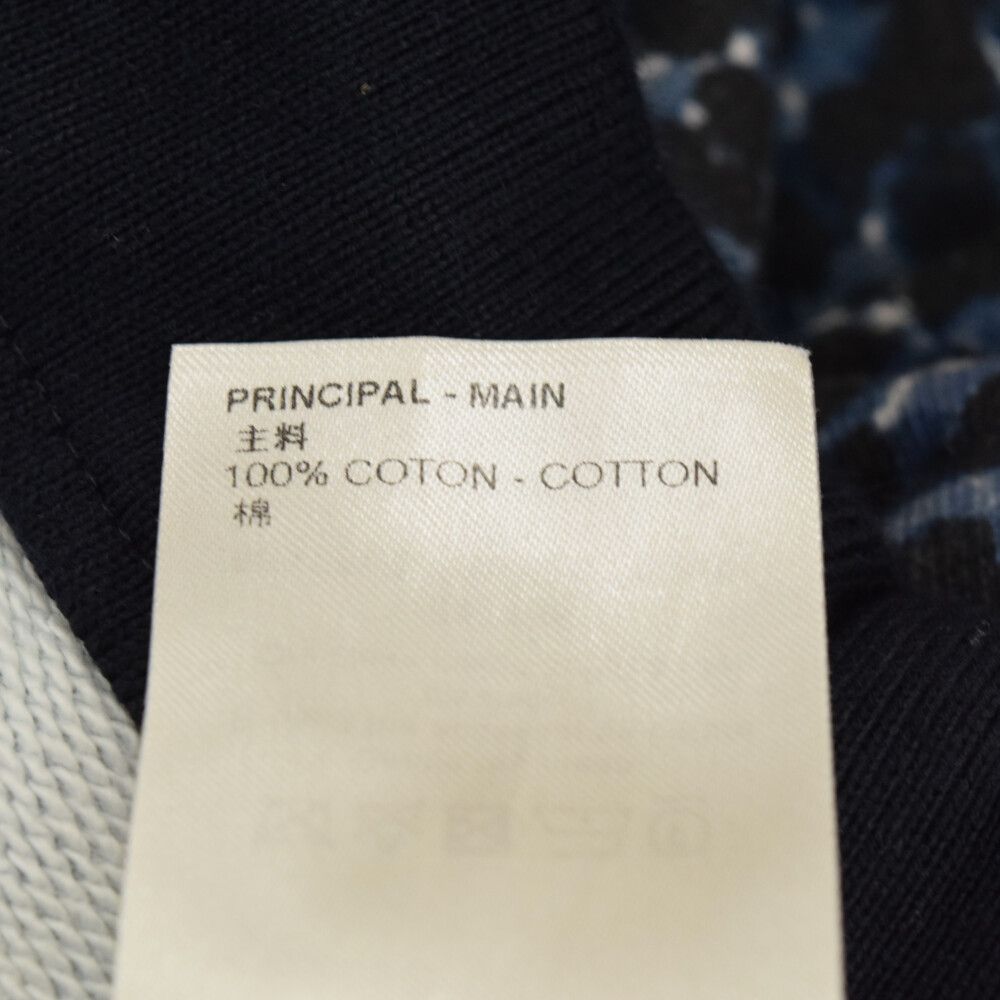 PRINCIPAL - MAIN
主料
100% COTON - COTTON
棉